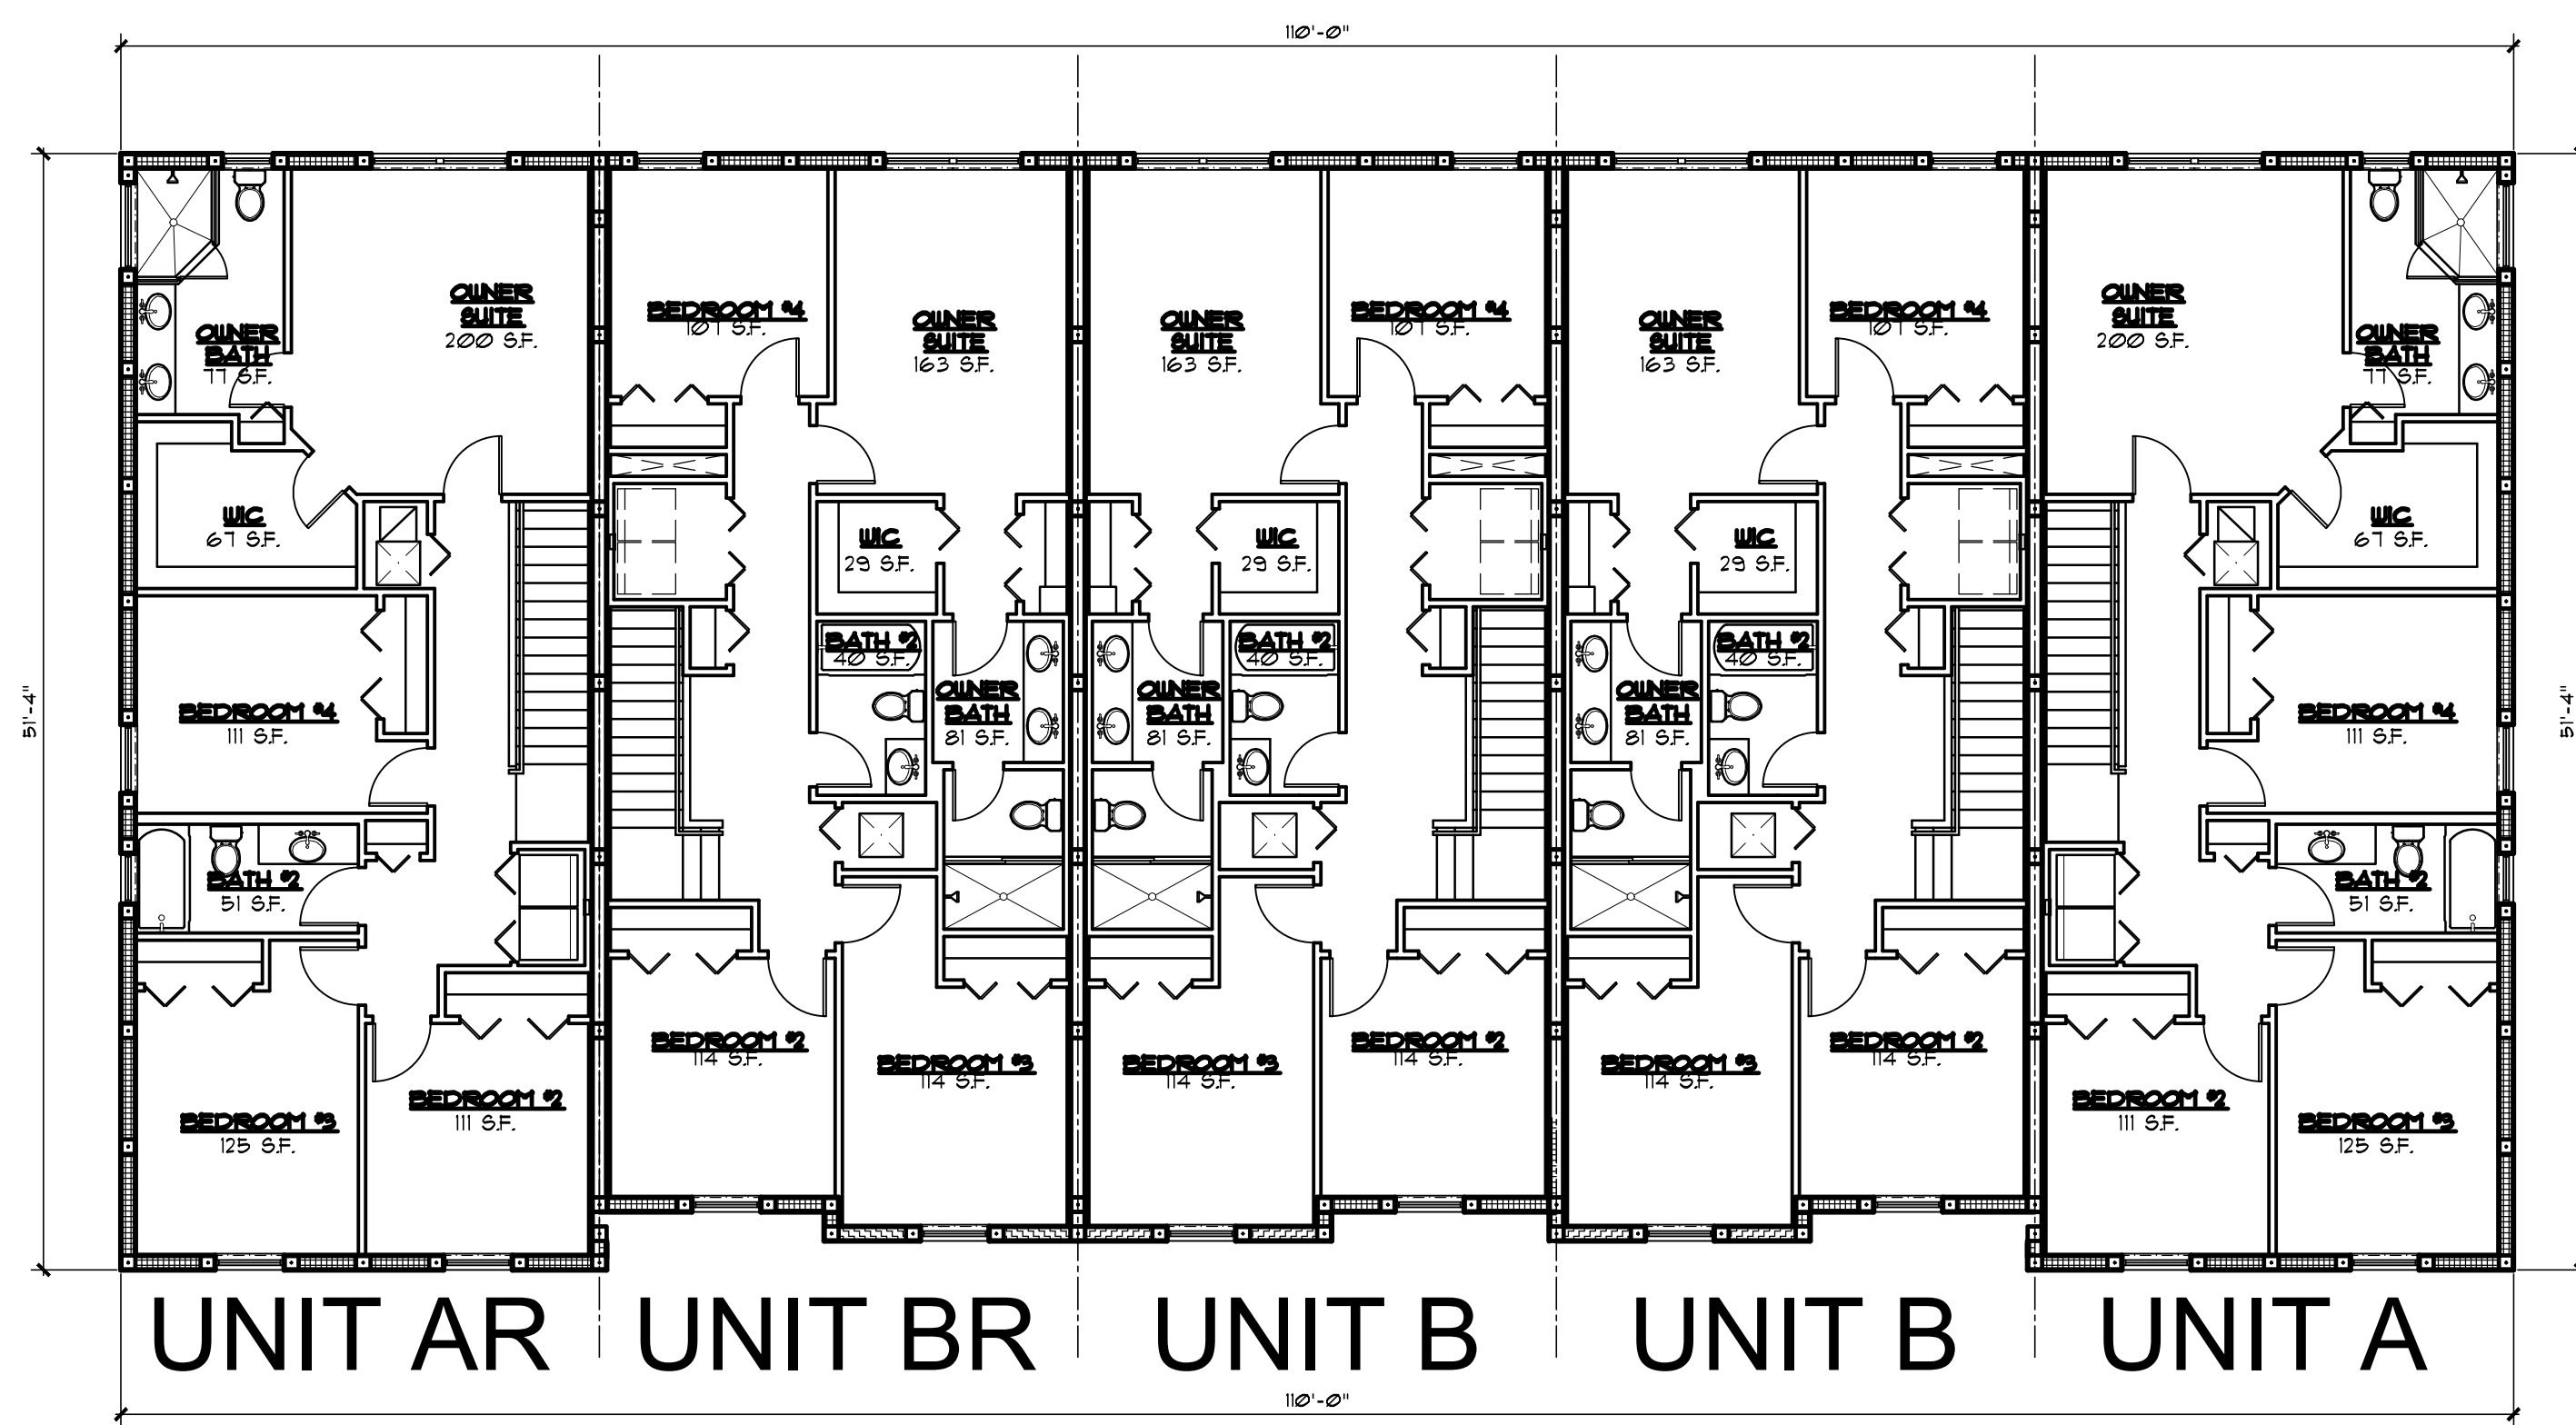 110'-0"
OWNER
SUITE
200 S.F.
OWNER
BATH
77 S.F.
WIC
67 S.F.
BEDROOM #4
111 S.F.
BATH #2
51 S.F.
BEDROOM #3
125 S.F.
BEDROOM #2
111 S.F.
BEDROOM #4
107 S.F.
OWNER
SUITE
163 S.F.
WIC
29 S.F.
BATH #2
40 S.F.
OWNER
BATH
81 S.F.
BEDROOM #2
114 S.F.
BEDROOM #3
114 S.F.
OWNER
SUITE
163 S.F.
BEDROOM #4
107 S.F.
WIC
29 S.F.
BATH #2
40 S.F.
OWNER
BATH
81 S.F.
BEDROOM #3
114 S.F.
BEDROOM #2
114 S.F.
OWNER
SUITE
163 S.F.
BEDROOM #4
107 S.F.
WIC
29 S.F.
BATH #2
40 S.F.
OWNER
BATH
81 S.F.
BEDROOM #3
114 S.F.
BEDROOM #2
114 S.F.
OWNER
SUITE
200 S.F.
OWNER
BATH
77 S.F.
WIC
67 S.F.
BEDROOM #4
111 S.F.
BATH #2
51 S.F.
BEDROOM #2
111 S.F.
BEDROOM #3
125 S.F.
51'-4"
51'-4"
UNIT AR
UNIT BR
UNIT B
UNIT B
UNIT A
110'-0"